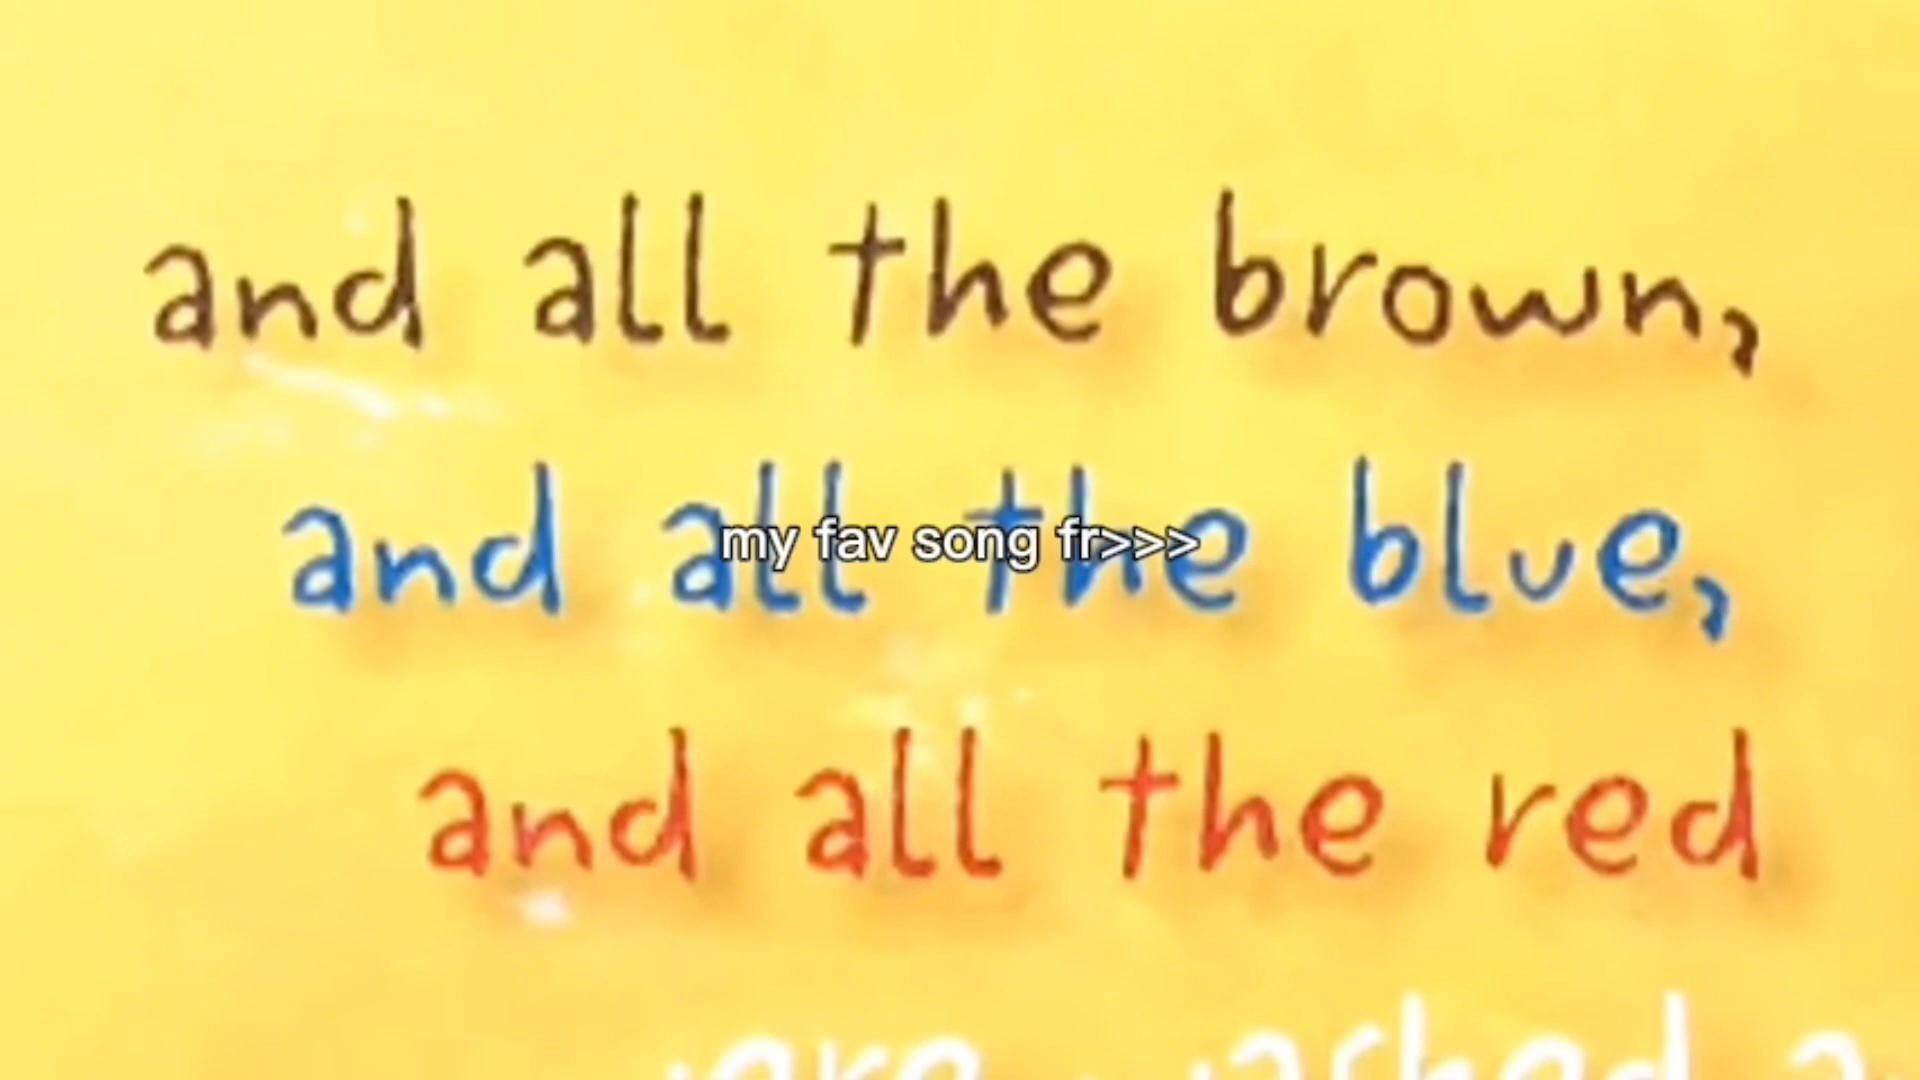 and all the brown,
and all the blue,
my fav song fr>>>
and all the red